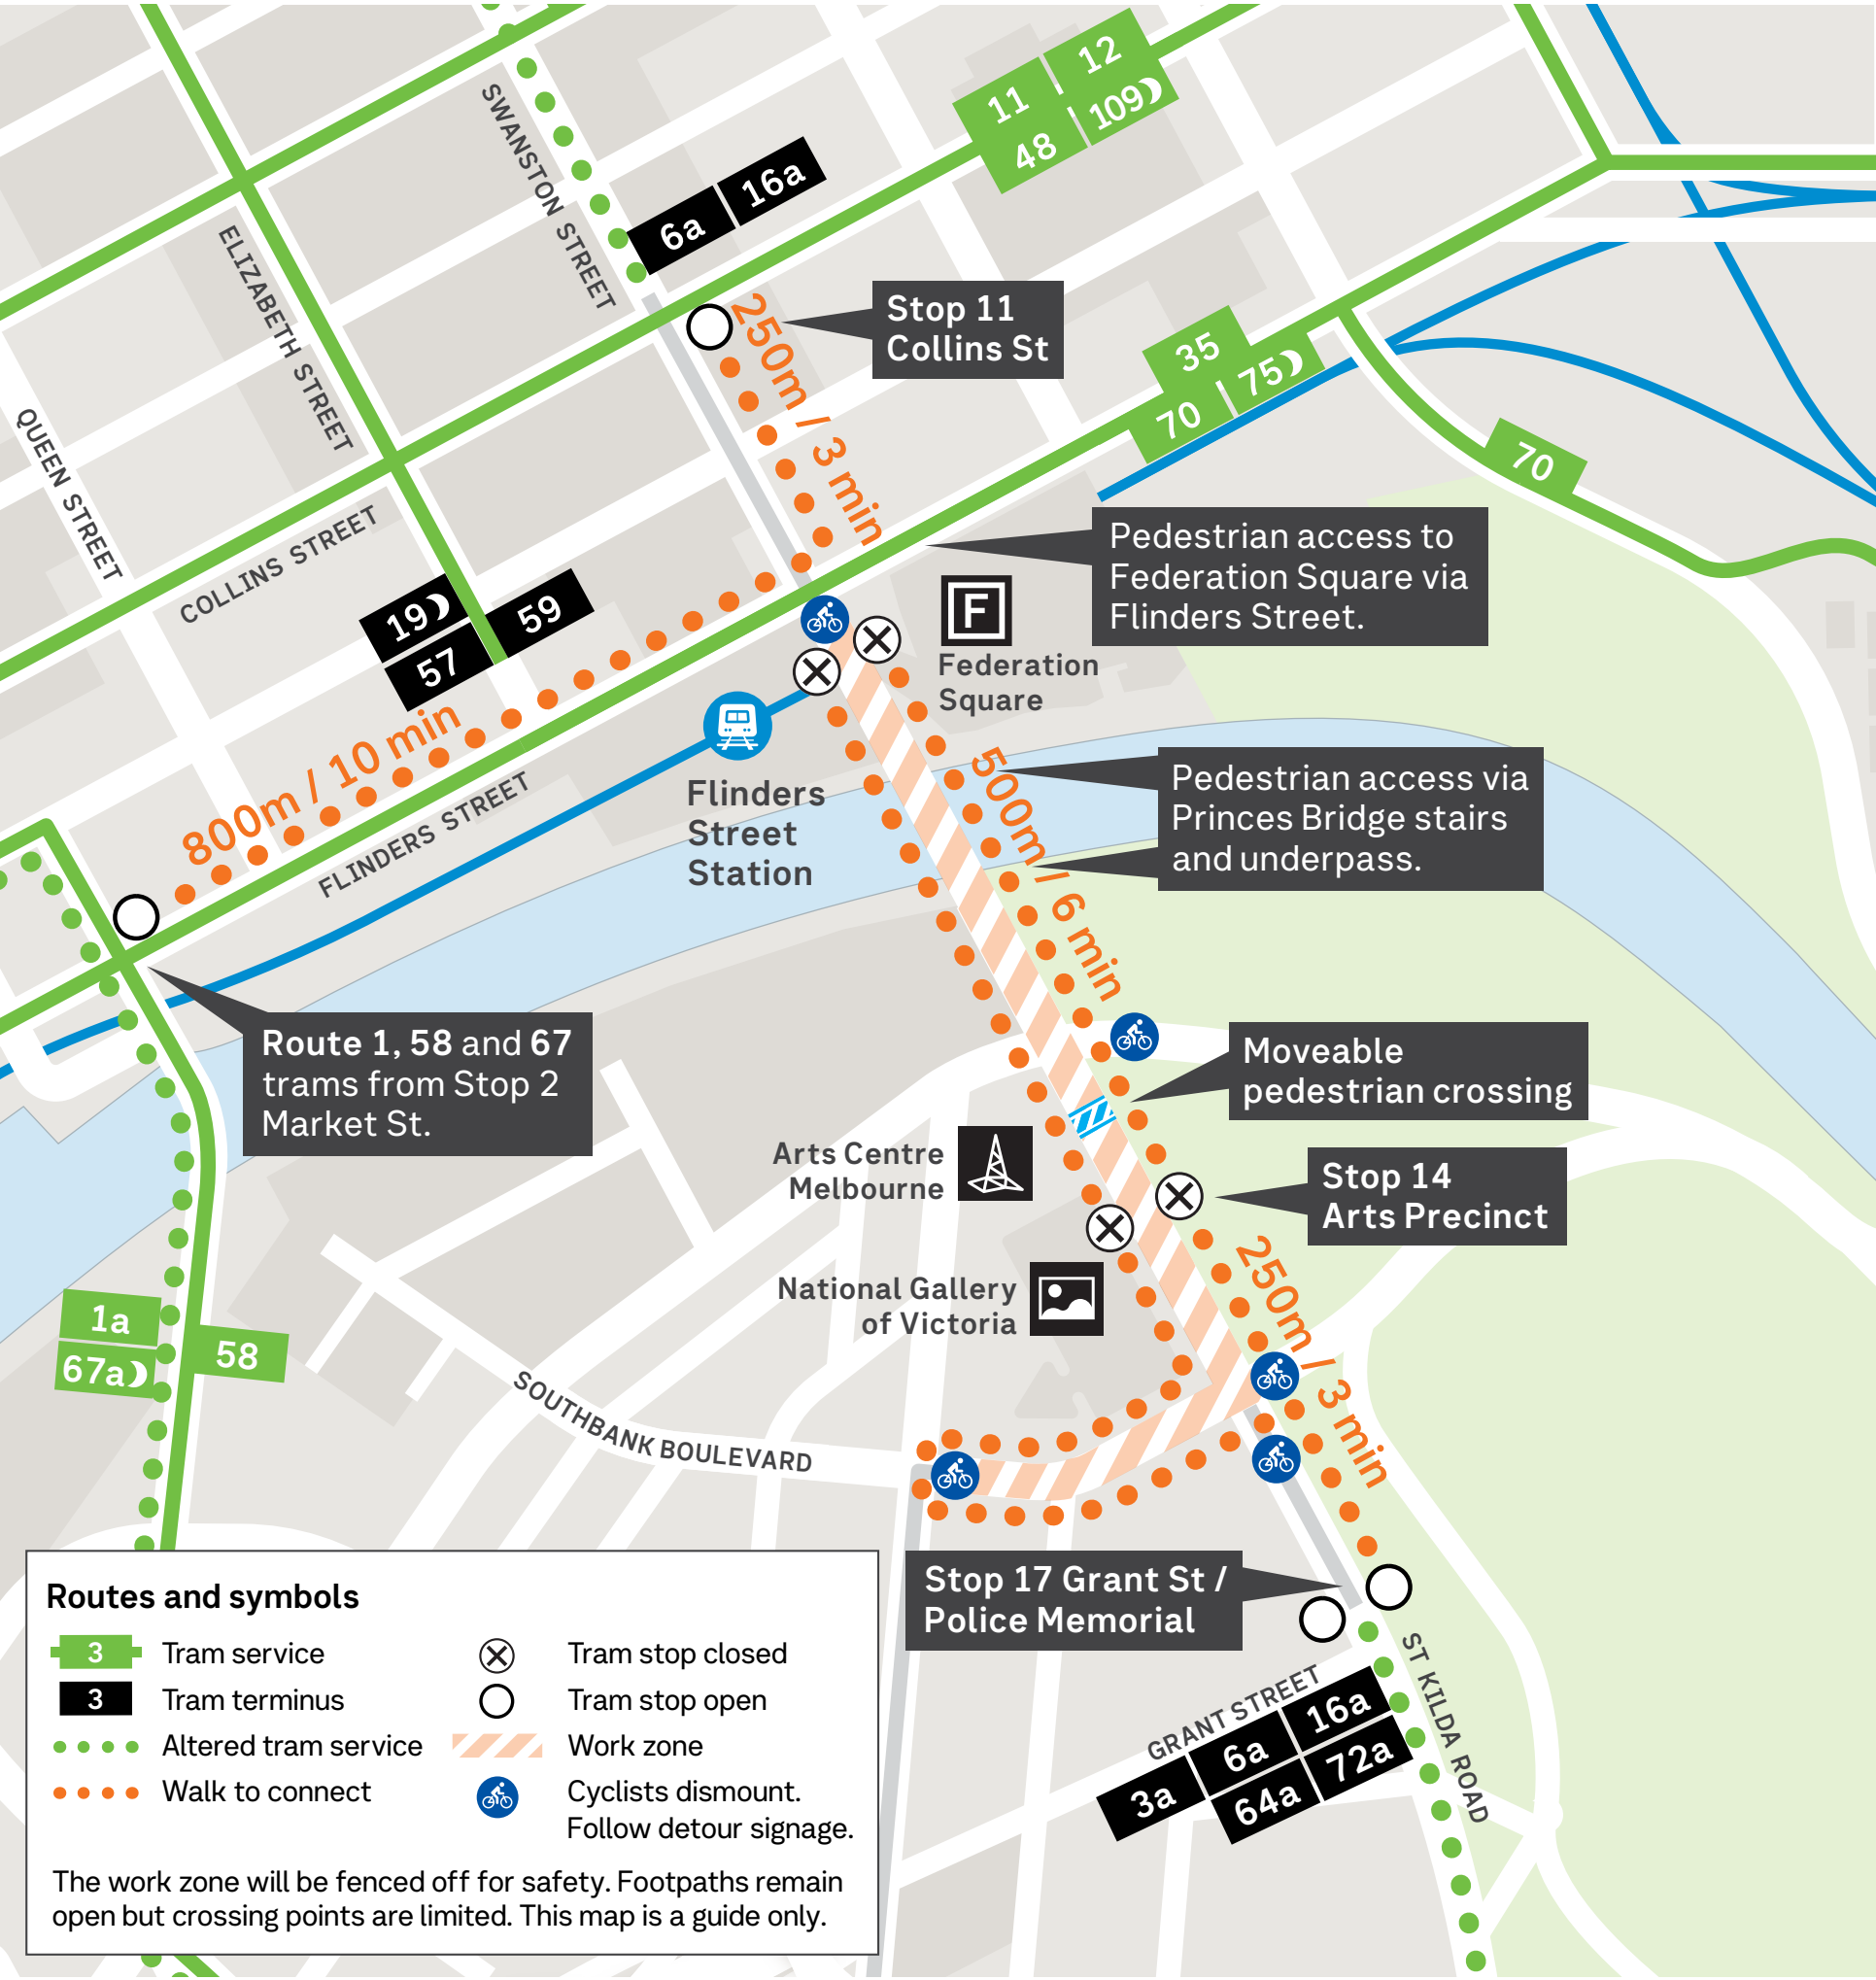 12
11
109
48
SWANSTON STREET
16a
6a
ELIZABETH STREET
Stop 11
Collins St
250m / 3 min
35
75
70
70
QUEEN STREET
COLLINS STREET
Pedestrian access to
Federation Square via
Flinders Street.
19
59
57
F
Federation
Square
800m / 10 min
FLINDERS STREET
Flinders
Street
Station
500m / 6 min
Pedestrian access via
Princes Bridge stairs
and underpass.
Route 1, 58 and 67
trams from Stop 2
Market St.
Moveable
pedestrian crossing
Arts Centre
Melbourne
Stop 14
Arts Precinct
National Gallery
of Victoria
250m / 3 min
1a
67a
58
SOUTHBANK BOULEVARD
Stop 17 Grant St /
Police Memorial
GRANT STREET
ST KILDA ROAD
16a
6a
3a
72a
64a
Routes and symbols
3 Tram service
3 Tram terminus
Altered tram service
Walk to connect
Tram stop closed
Tram stop open
Work zone
Cyclists dismount.
Follow detour signage.
The work zone will be fenced off for safety. Footpaths remain
open but crossing points are limited. This map is a guide only.